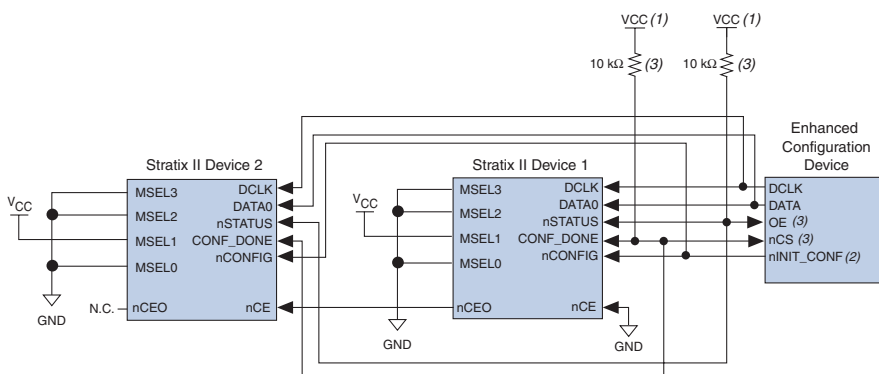 VCC (1)
VCC (1)
10 kΩ
(3)
10 kΩ
(3)
Enhanced
Configuration
Device
Stratix II Device 2
Stratix II Device 1
VCC
MSEL3
MSEL2
MSEL1
MSEL0
nCEO
DCLK
DATA0
nSTATUS
CONF_DONE
nCONFIG
nCE
N.C.
GND
VCC
MSEL3
MSEL2
MSEL1
MSEL0
nCEO
DCLK
DATA0
nSTATUS
CONF_DONE
nCONFIG
nCE
GND
GND
DCLK
DATA
OE (3)
nCS (3)
nINIT_CONF (2)